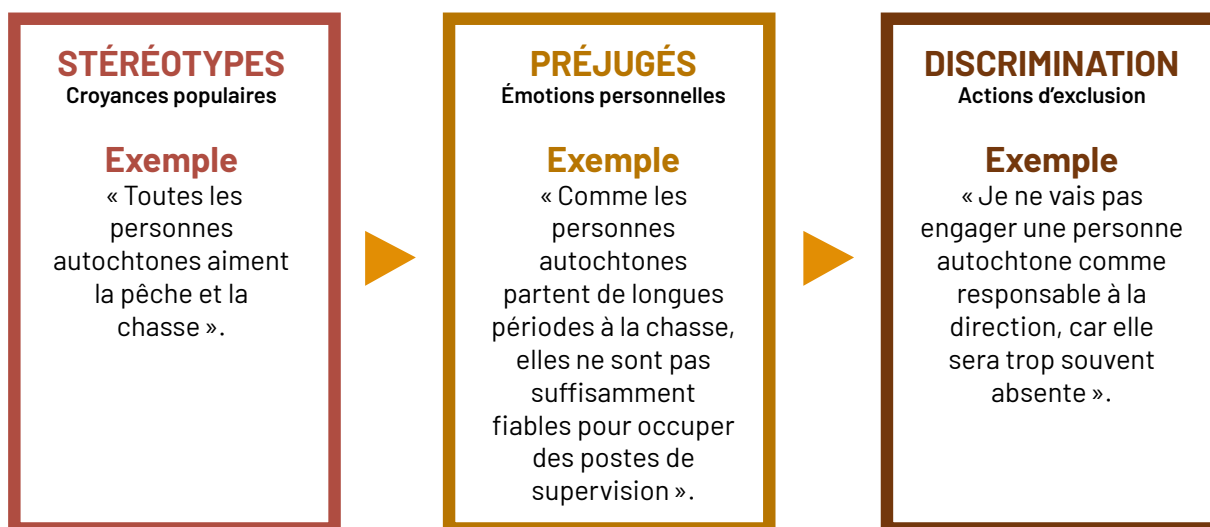 STÉRÉOTYPES
Croyances populaires
Exemple
« Toutes les
personnes
autochtones aiment
la pêche et la
chasse ».
PRÉJUGÉS
Émotions personnelles
Exemple
« Comme les
personnes
autochtones
partent de longues
périodes à la chasse,
elles ne sont pas
suffisamment
fiables pour occuper
des postes de
supervision ».
DISCRIMINATION
Actions d’exclusion
Exemple
« Je ne vais pas
engager une personne
autochtone comme
responsable à la
direction, car elle
sera trop souvent
absente ».